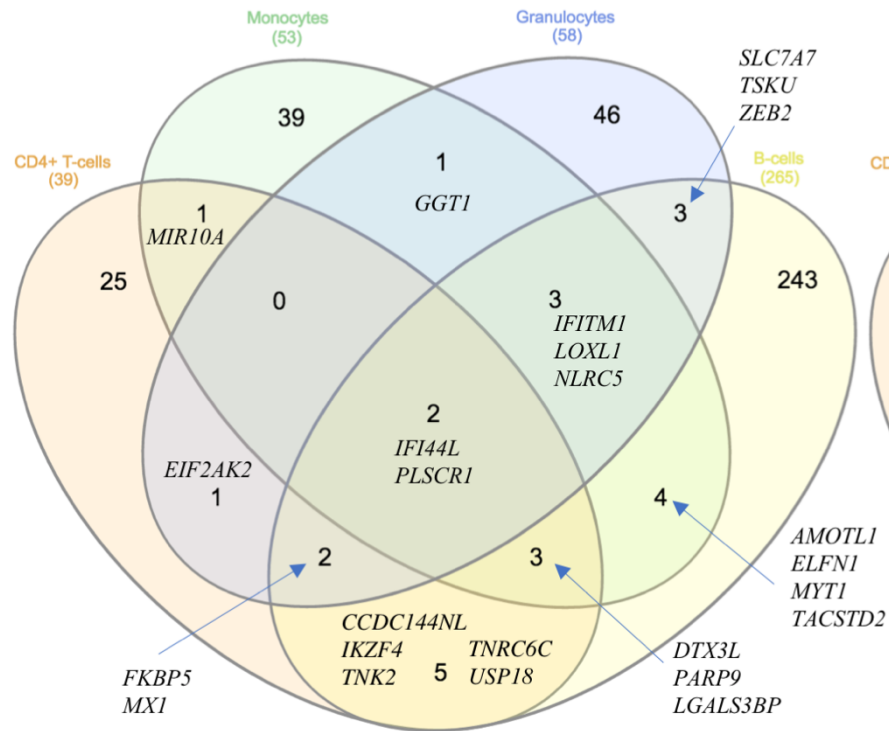 Monocytes
(53)
Granulocytes
(58)
SLC7A7
TSKU
ZEB2
39
46
1
GGT1
CD4+ T-cells
(39)
B-cells
(265)
CD
1
MIR10A
3
25
0
3
243
IFITM1
LOXL1
NLRC5
2
IFI44L
PLSCR1
EIF2AK2
1
4
2
3
AMOTL1
ELFN1
MYT1
TACSTD2
CCDC144NL
IKZF4 TNRC6C
TNK2 5 USP18
FKBP5
MX1
DTX3L
PARP9
LGALS3BP